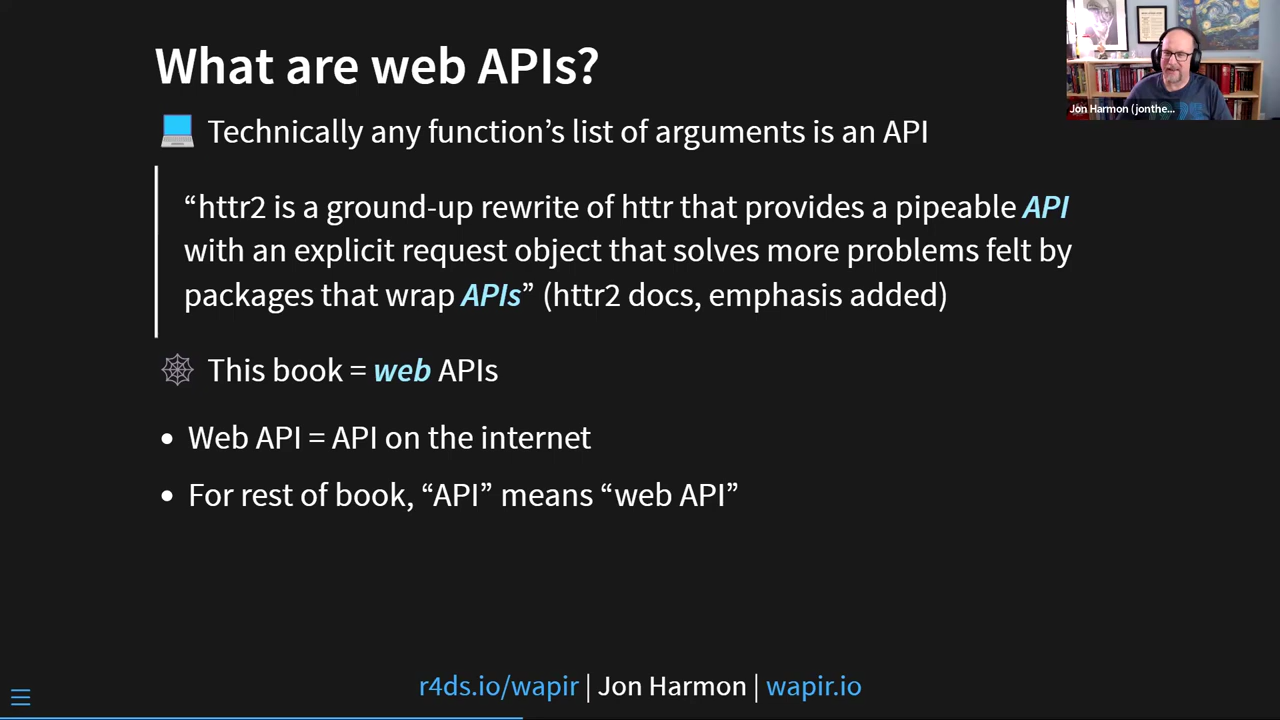 What are web APIs?
Jon Harmon (jonthe...
Technically any function’s list of arguments is an API
“httr2 is a ground-up rewrite of httr that provides a pipeable API
with an explicit request object that solves more problems felt by
packages that wrap APIs” (httr2 docs, emphasis added)
This book = web APIs
• Web API = API on the internet
• For rest of book, “API” means “web API”
r4ds.io/wapir | Jon Harmon | wapir.io